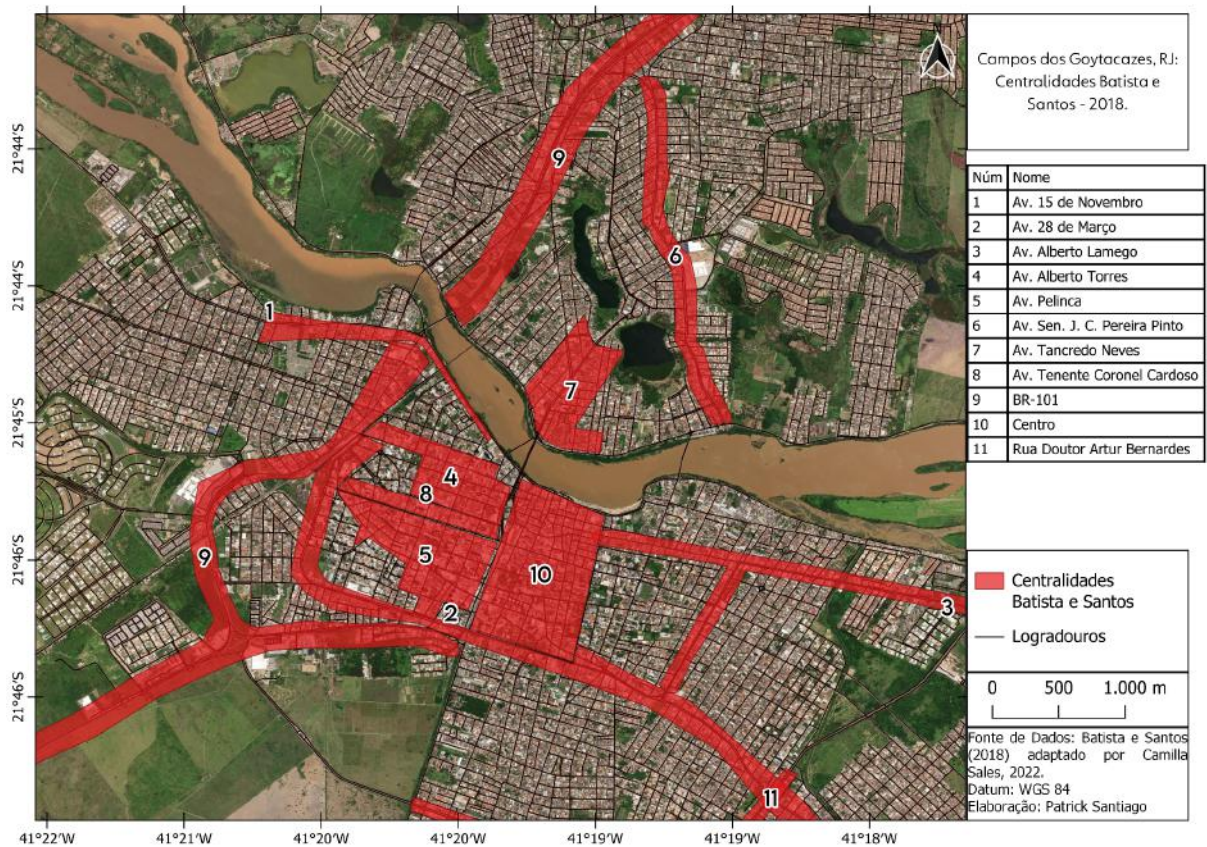 Campos dos Goytacazes, RJ:
Centralidades Batista e
Santos - 2018.
Núm Nome
1 Av. 15 de Novembro
2 Av. 28 de Março
3 Av. Alberto Lamego
4 Av. Alberto Torres
5 Av. Pelinca
6 Av. Sen. J. C. Pereira Pinto
7 Av. Tancredo Neves
8 Av. Tenente Coronel Cardoso
9 BR-101
10 Centro
11 Rua Doutor Artur Bernardes
Centralidades
Batista e Santos
Logradouros
0 500 1.000 m
Fonte de Dados: Batista e Santos
(2018) adaptado por Camilla
Sales, 2022.
Datum: WGS 84
Elaboração: Patrick Santiago
21°44'S
21°44'S
21°45'S
21°46'S
21°46'S
41°22'W 41°21'W 41°20'W 41°20'W 41°19'W 41°19'W 41°18'W
9
6
1
7
4
8
5
9
10
2
3
11